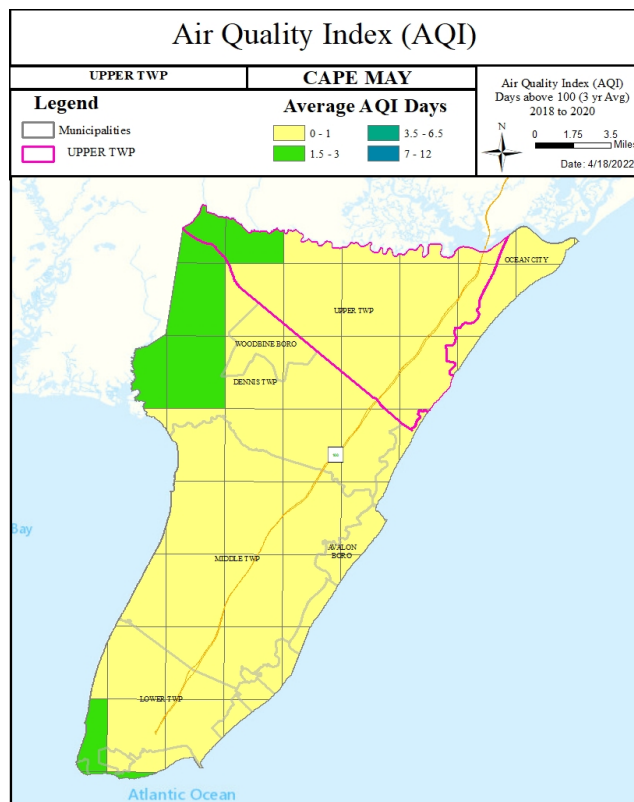 Air Quality Index (AQI)
UPPER TWP
CAPE MAY
Legend
Municipalities
UPPER TWP
Average AQI Days
0 - 1
1.5 - 3
3.5 - 6.5
7 - 12
Air Quality Index (AQI)
Days above 100 (3 yr Avg)
2018 to 2020
N
0 1.75 3.5
Miles
Date: 4/18/2022
OCEAN CITY
UPPER TWP
WOODBINE BORO
DENNIS TWP
AVALON
BORO
Bay
MIDDLE TWP
LOWER TWP
Atlantic Ocean